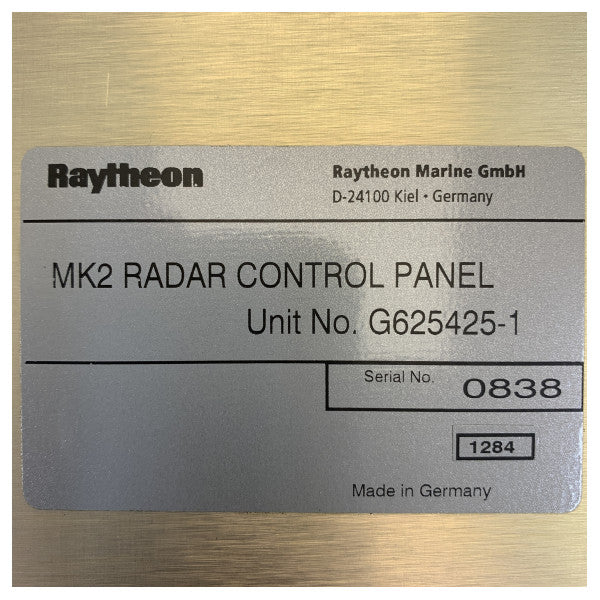 Raytheon
Raytheon Marine GmbH
D-24100 Kiel • Germany
MK2 RADAR CONTROL PANEL
Unit No. G625425-1
Serial No. 0838
1284
Made in Germany